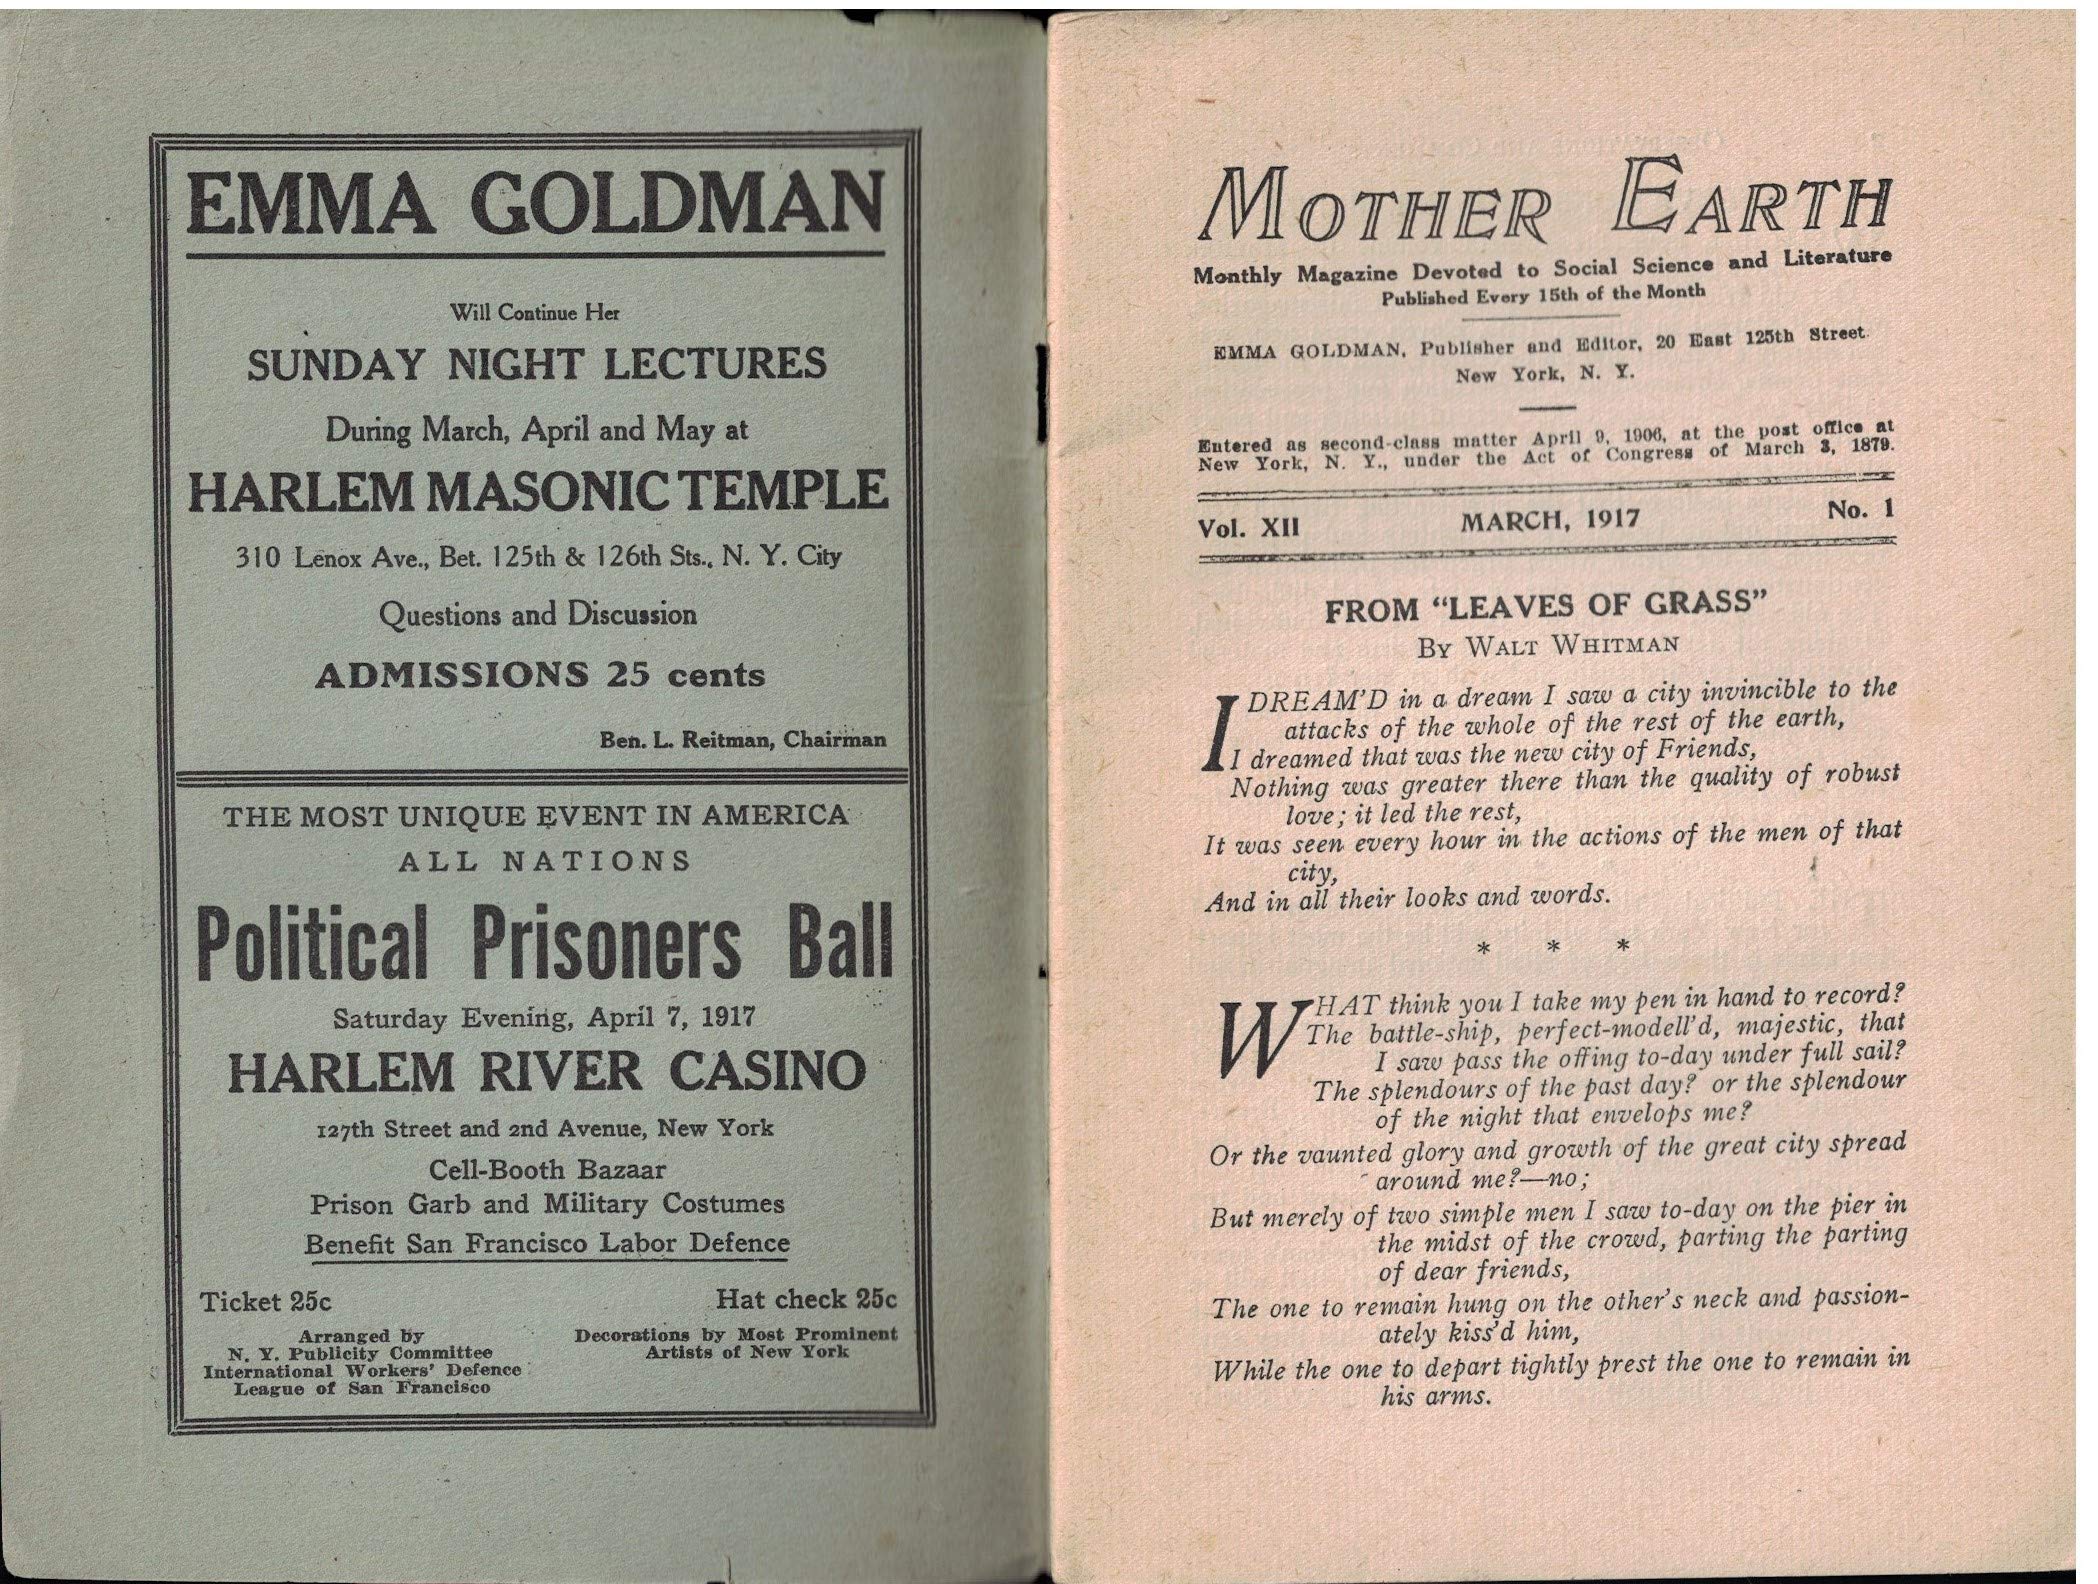 EMMA GOLDMAN
Will Continue Her
SUNDAY NIGHT LECTURES
During March, April and May at
HARLEM MASONIC TEMPLE
310 Lenox Ave., Bet. 125th & 126th Sts., N. Y. City
Questions and Discussion
ADMISSIONS 25 cents
Ben. L. Reitman, Chairman
THE MOST UNIQUE EVENT IN AMERICA
ALL NATIONS
Political Prisoners Ball
Saturday Evening, April 7, 1917
HARLEM RIVER CASINO
127th Street and 2nd Avenue, New York
Cell-Booth Bazaar
Prison Garb and Military Costumes
Benefit San Francisco Labor Defence
Ticket 25c
Arranged by
N. Y. Publicity Committee
International Workers' Defence
League of San Francisco
Hat check 25c
Decorations by Most Prominent
Artists of New York
MOTHER EARTH
Monthly Magazine Devoted to Social Science and Literature
Published Every 15th of the Month
EMMA GOLDMAN, Publisher and Editor, 20 East 125th Street
New York, N. Y.
Entered as second-class matter April 9, 1906, at the post office at
New York, N. Y., under the Act of Congress of March 3, 1879.
Vol. XII MARCH, 1917 No. 1
FROM "LEAVES OF GRASS"
BY WALT WHITMAN
I DREAM'D in a dream I saw a city invincible to the
attacks of the whole of the rest of the earth,
I dreamed that was the new city of Friends,
Nothing was greater there than the quality of robust
love; it led the rest,
It was seen every hour in the actions of the men of that
city,
And in all their looks and words.
* * *
WHAT think you I take my pen in hand to record?
The battle-ship, perfect-modell'd, majestic, that
I saw pass the offing to-day under full sail?
The splendours of the past day? or the splendour
of the night that envelops me?
Or the vaunted glory and growth of the great city spread
around me?—no;
But merely of two simple men I saw to-day on the pier in
the midst of the crowd, parting the parting
of dear friends,
The one to remain hung on the other's neck and passion-
ately kiss'd him,
While the one to depart tightly prest the one to remain in
his arms.